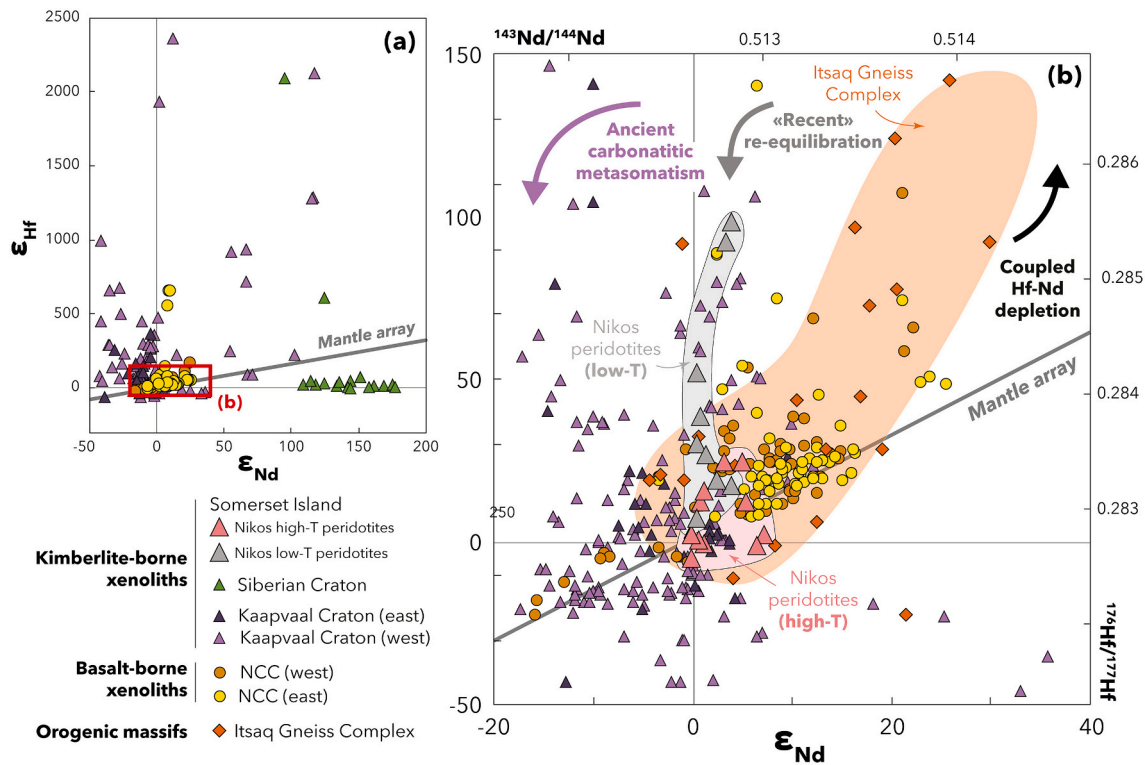 (a)
2500
2000
1500
1000
500
0
-50
0
50
100
150
200
εHf
εNd
Mantle array
(b)
Somerset Island
Kimberlite-borne
xenoliths
Nikos high-T peridotites
Nikos low-T peridotites
Siberian Craton
Kaapvaal Craton (east)
Kaapvaal Craton (west)
Basalt-borne
xenoliths
NCC (west)
NCC (east)
Orogenic massifs
Itsaq Gneiss Complex
(b)
143Nd/144Nd
0.513
0.514
150
100
50
0
-50
250
-20
0
10
20
40
εNd
0.286
0.285
0.284
0.283
176Hf/177Hf
Ancient
carbonatitic
metasomatism
«Recent»
re-equilibration
Itsaq Gneiss
Complex
Coupled
Hf-Nd
depletion
Nikos
peridotites
(low-T)
Mantle array
Nikos
peridotites
(high-T)